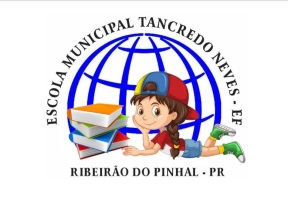 ESCOLA MUNICIPAL TANCREDO NEVES - EF
RIBEIRÃO DO PINHAL - PR